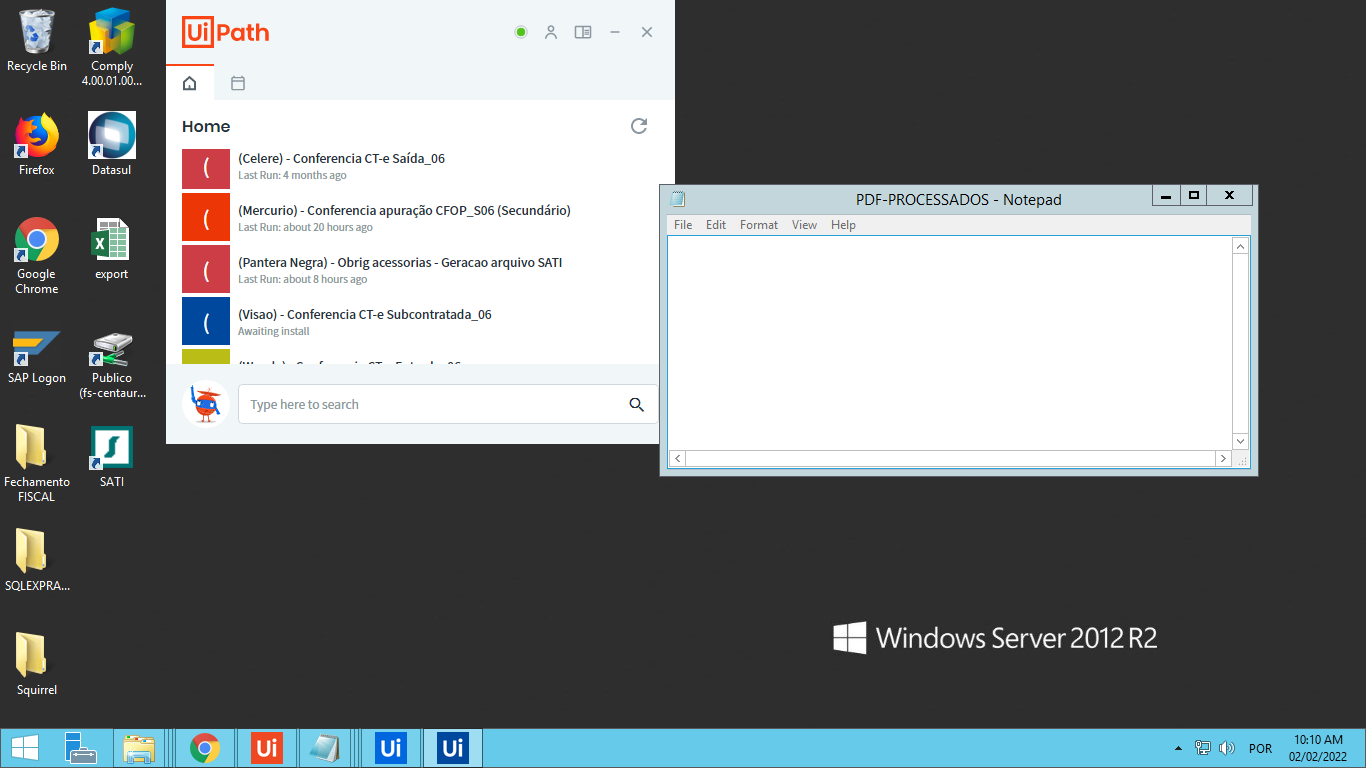 Recycle Bin
Comply
4.00.01.00...
Firefox
Datasul
Google
Chrome
export
SAP Logon
Publico
(fs-centaur...
Fechamento
FISCAL
SATI
SQLEXPRA...
Squirrel
Ui Path
Home
(Celere) - Conferencia CT-e Saída_06
Last Run: 4 months ago
(Mercurio) - Conferencia apuração CFOP_S06 (Secundário)
Last Run: about 20 hours ago
(Pantera Negra) - Obrig acessorias - Geracao arquivo SATI
Last Run: about 8 hours ago
(Visao) - Conferencia CT-e Subcontratada_06
Awaiting install
Type here to search
PDF-PROCESSADOS - Notepad
File Edit Format View Help
Windows Server 2012 R2
Ui
Ui
Ui
POR
10:10 AM
02/02/2022